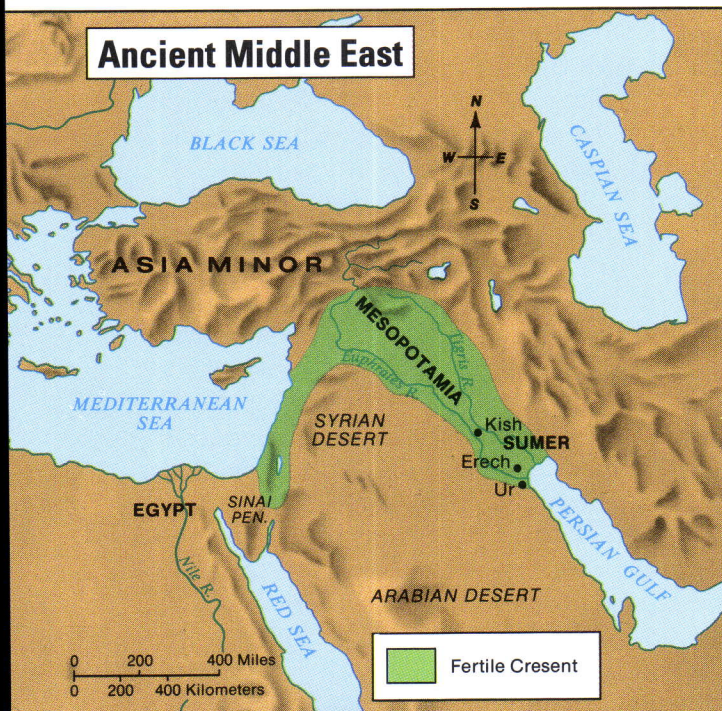 Ancient Middle East
BLACK SEA
N
W E
S
CASPIAN
SEA
ASIA MINOR
MESOPOTAMIA
Tigris R.
Euphrates R.
MEDITERRANEAN
SEA
SYRIAN
DESERT
Kish
SUMER
Erech
Ur
EGYPT
SINAI
PEN.
Nile R.
RED SEA
PERSIAN GULF
ARABIAN DESERT
0 200 400 Miles
0 200 400 Kilometers
Fertile Cresent